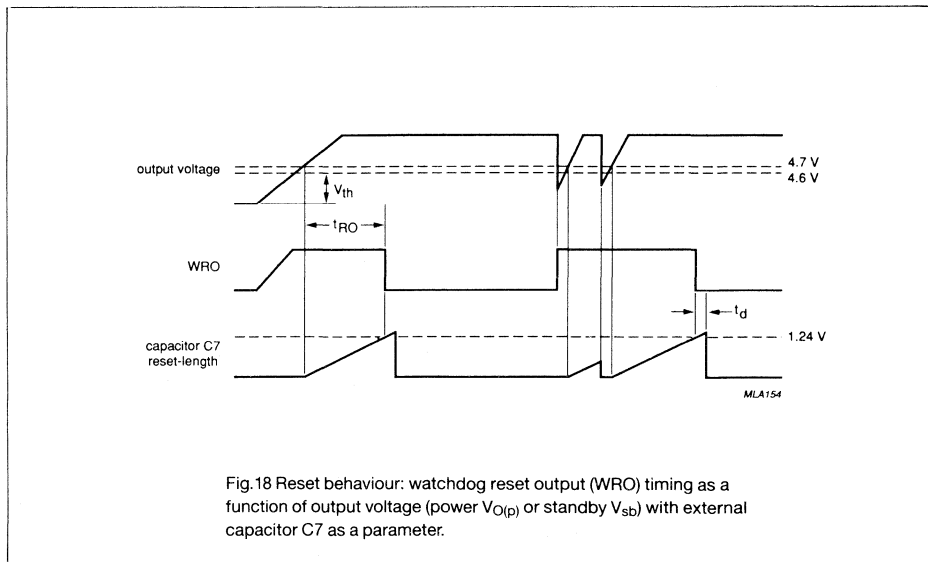 output voltage
4.7 V
4.6 V
Vth
tRO
WRO
td
capacitor C7
reset-length
1.24 V
MLA154
Fig.18 Reset behaviour: watchdog reset output (WRO) timing as a
function of output voltage (power VO(p) or standby Vsb) with external
capacitor C7 as a parameter.